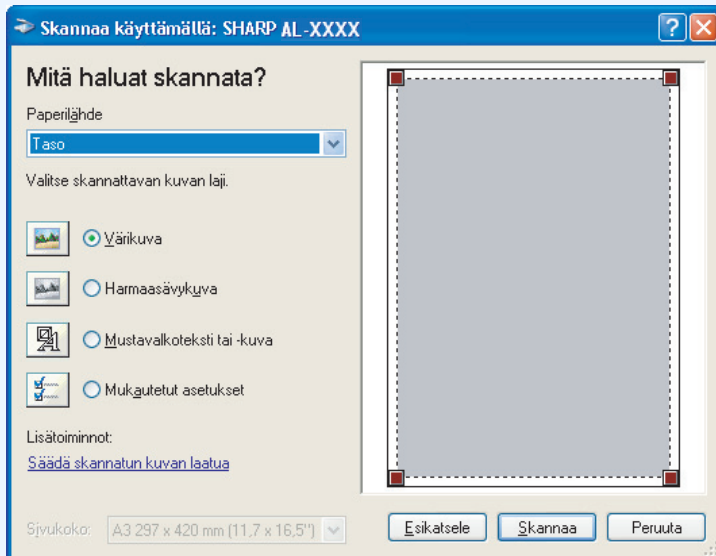 Skannaa käyttämällä: SHARP AL-XXXX
Mitä haluat skannata?
Paperilähde
Taso
Valitse skannattavan kuvan laji.
Värikuva
Harmaasävykuva
Mustavalkoteksti tai -kuva
Mukautetut asetukset
Lisätoiminnot:
Säädä skannatun kuvan laatua
Sivukoko: A3 297 x 420 mm (11,7 x 16,5")
Esikatsele Skannaa Peruuta